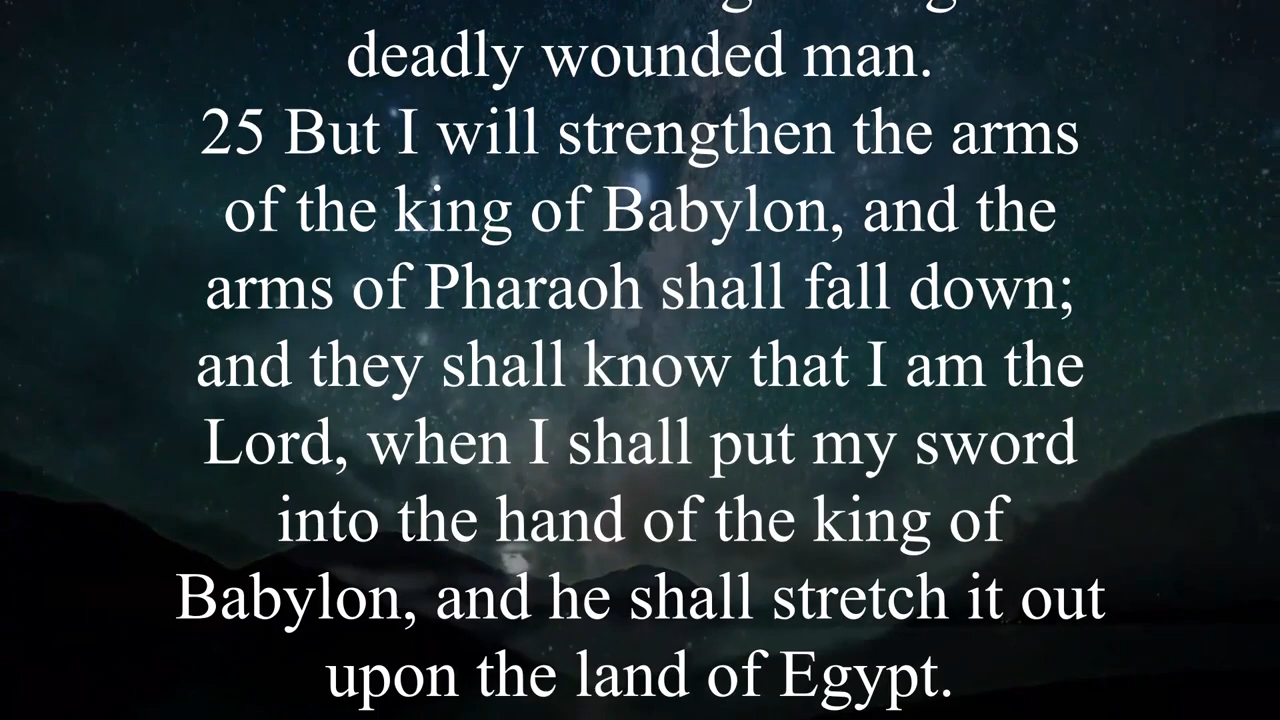 deadly wounded man.
25 But I will strengthen the arms
of the king of Babylon, and the
arms of Pharaoh shall fall down;
and they shall know that I am the
Lord, when I shall put my sword
into the hand of the king of
Babylon, and he shall stretch it out
upon the land of Egypt.